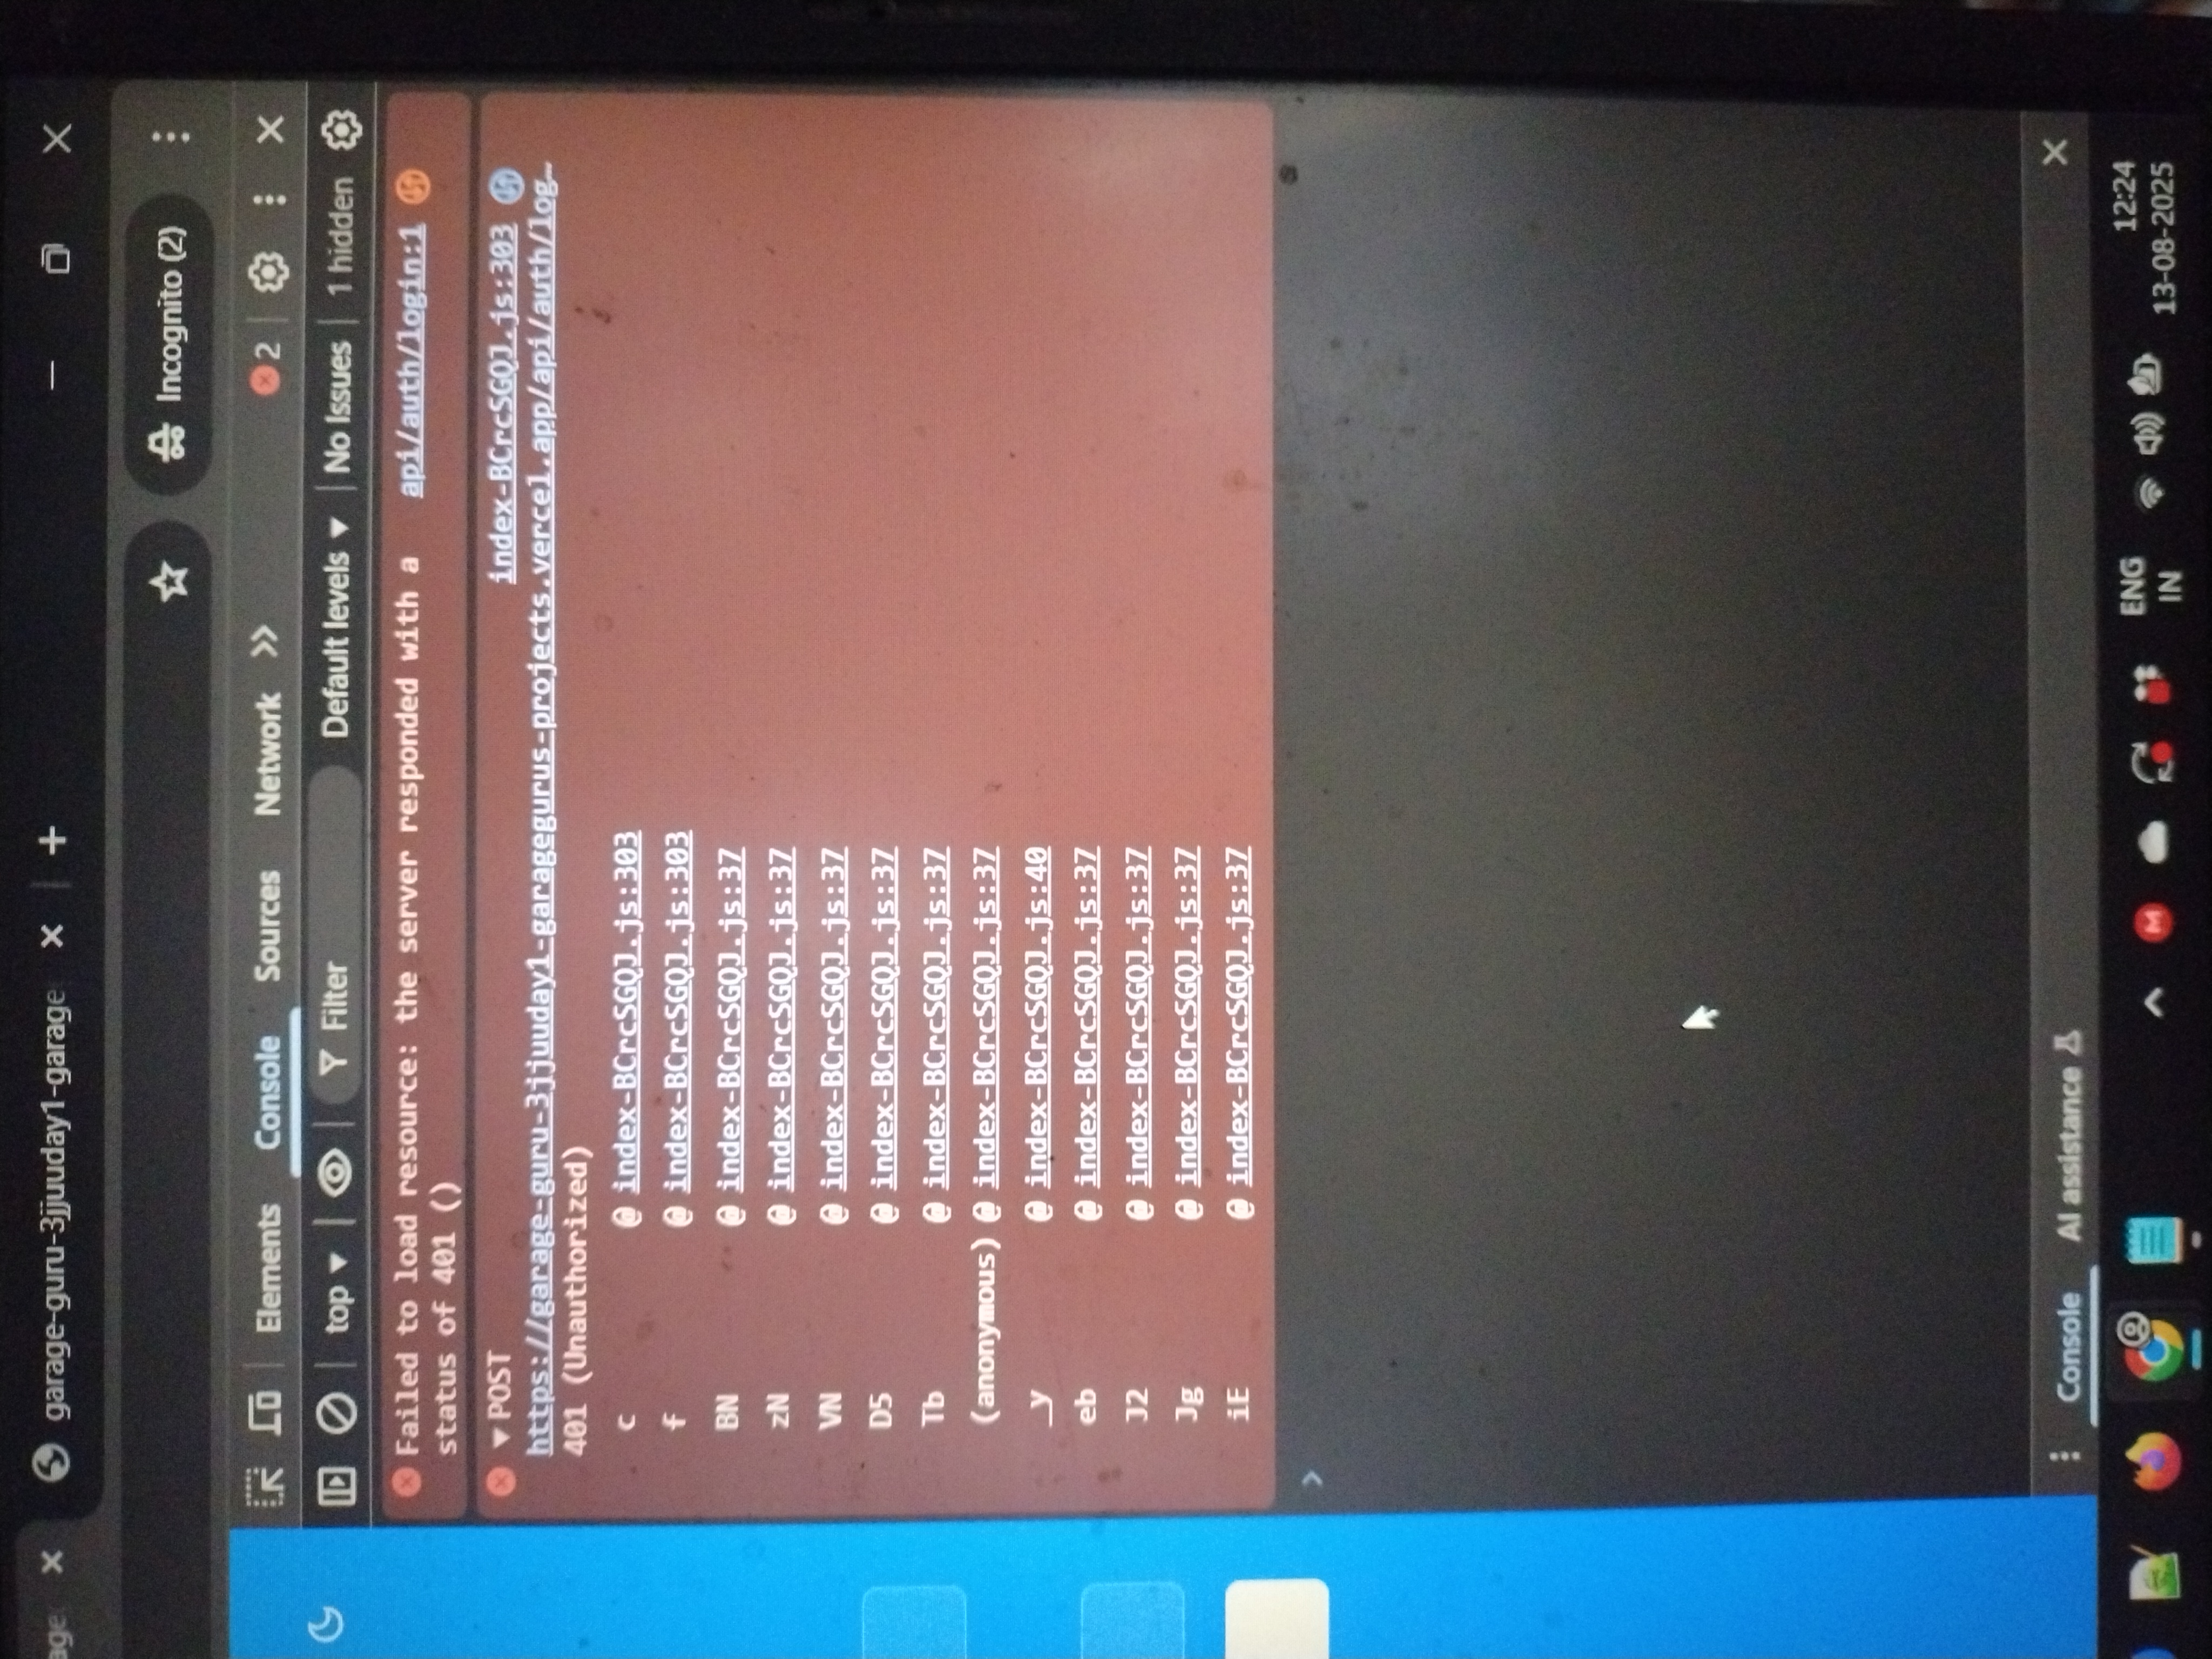 age
garage-guru-3jjuuday1-garage
Incognito (2)
Elements Console Sources Network 2
top Filter Default levels No Issues 1 hidden
Failed to load resource: the server responded with a api/auth/login:1
status of 401 ()
POST index-BCrcSGQJ.js:303
https://garage-guru-3jjuuday1-garagegurus-projects.vercel.app/api/auth/log…
401 (Unauthorized)
c @ index-BCrcSGQJ.js:303
f @ index-BCrcSGQJ.js:303
BN @ index-BCrcSGQJ.js:37
zN @ index-BCrcSGQJ.js:37
VN @ index-BCrcSGQJ.js:37
D5 @ index-BCrcSGQJ.js:37
Tb @ index-BCrcSGQJ.js:37
(anonymous) @ index-BCrcSGQJ.js:37
_y @ index-BCrcSGQJ.js:40
eb @ index-BCrcSGQJ.js:37
J2 @ index-BCrcSGQJ.js:37
Jg @ index-BCrcSGQJ.js:37
iE @ index-BCrcSGQJ.js:37
Console AI assistance
ENG 12:24
IN 13-08-2025